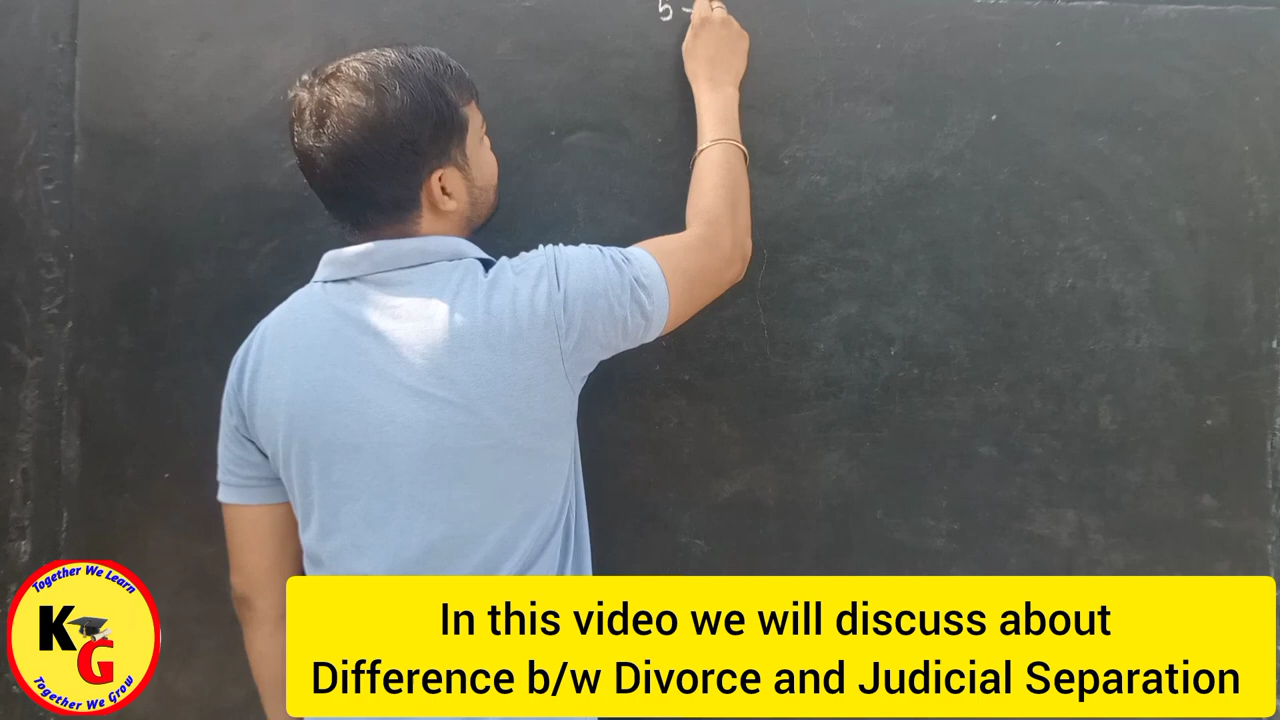 5 -
Together We Learn
K
G
Together We Grow
In this video we will discuss about
Difference b/w Divorce and Judicial Separation